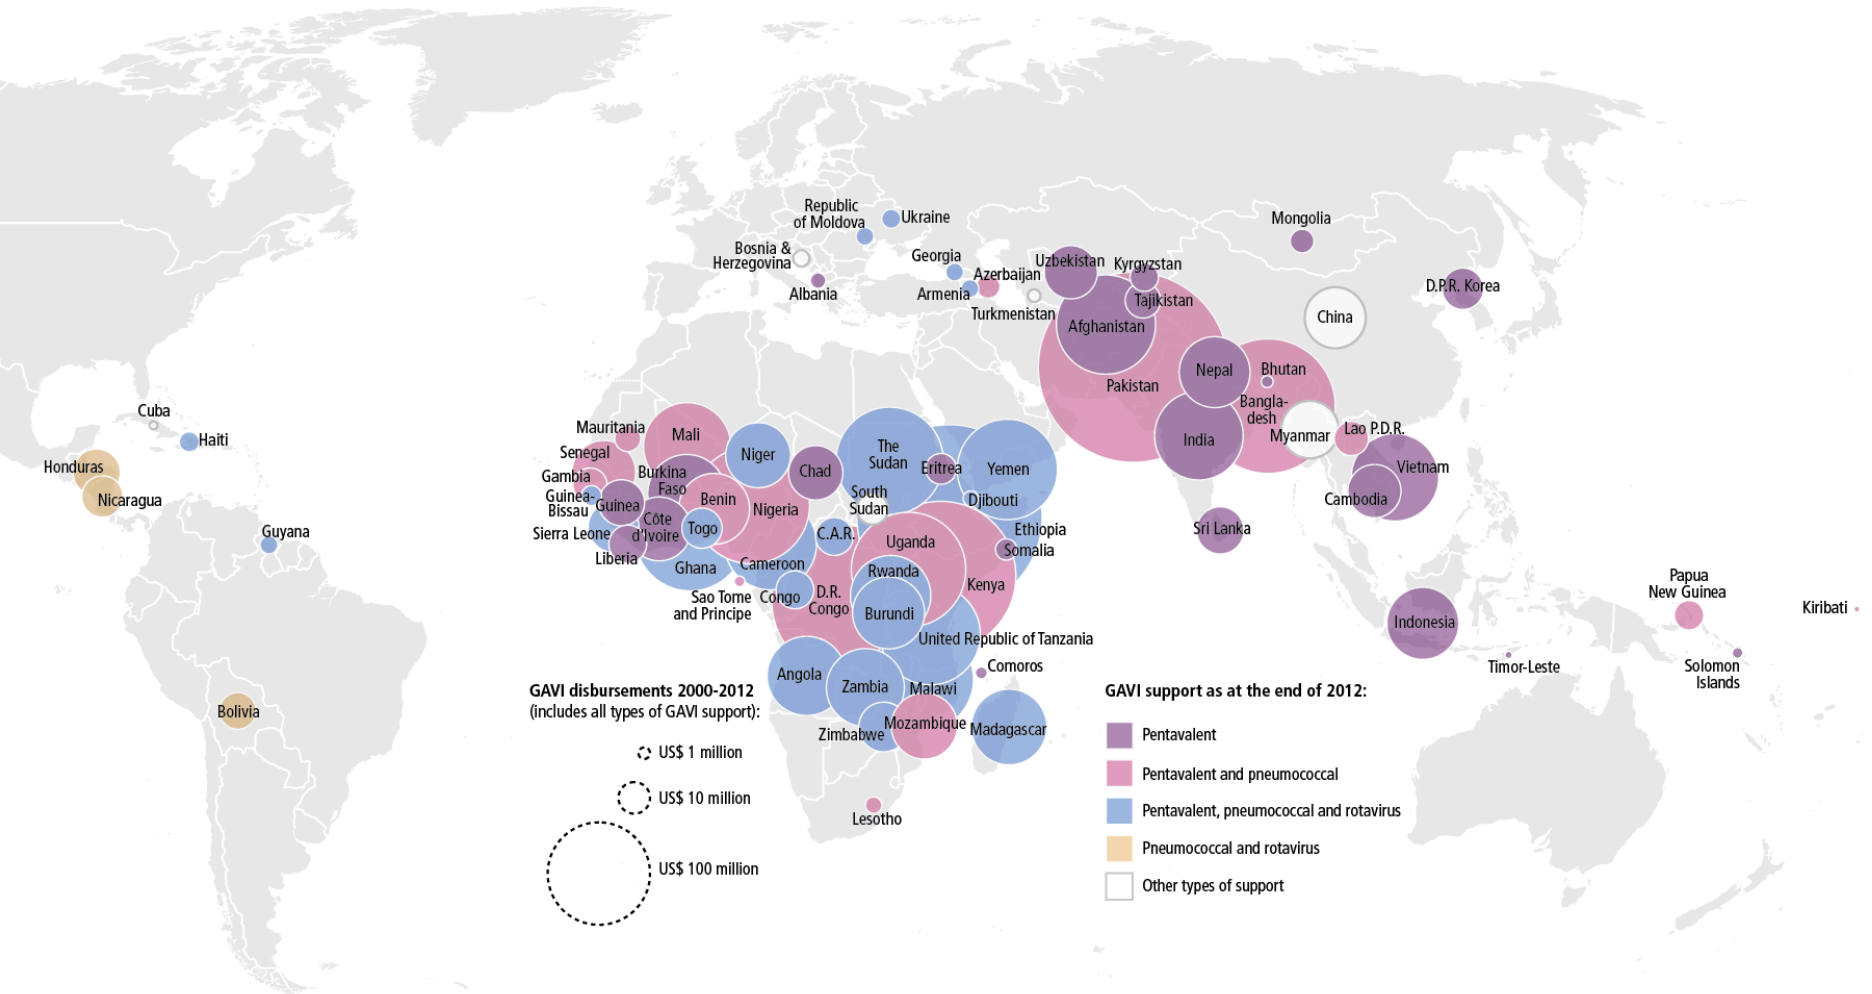 Republic
of Moldova
Ukraine
Mongolia
Bosnia &
Herzegovina
Georgia
Uzbekistan
Kyrgyzstan
Azerbaijan
Albania
Armenia
Turkmenistan
Tajikistan
D.P.R. Korea
Afghanistan
China
Pakistan
Nepal
Bhutan
Bangla-
desh
India
Myanmar
Lao P.D.R.
Vietnam
Cambodia
Sri Lanka
Cuba
Haiti
Honduras
Nicaragua
Guyana
Bolivia
Mauritania
Mali
Senegal
Gambia
Burkina
Faso
Niger
Chad
The
Sudan
Eritrea
Yemen
Guinea-
Bissau
Guinea
Benin
Nigeria
South
Sudan
Djibouti
Sierra Leone
Côte
d'Ivoire
Togo
C.A.R.
Ethiopia
Liberia
Ghana
Cameroon
Uganda
Somalia
Rwanda
Kenya
Sao Tome
and Principe
Congo
D.R.
Congo
Burundi
United Republic of Tanzania
Comoros
Angola
Zambia
Malawi
Zimbabwe
Mozambique
Madagascar
Lesotho
Indonesia
Timor-Leste
Papua
New Guinea
Solomon
Islands
Kiribati
GAVI disbursements 2000-2012
(includes all types of GAVI support):
US$ 1 million
US$ 10 million
US$ 100 million
GAVI support as at the end of 2012:
Pentavalent
Pentavalent and pneumococcal
Pentavalent, pneumococcal and rotavirus
Pneumococcal and rotavirus
Other types of support